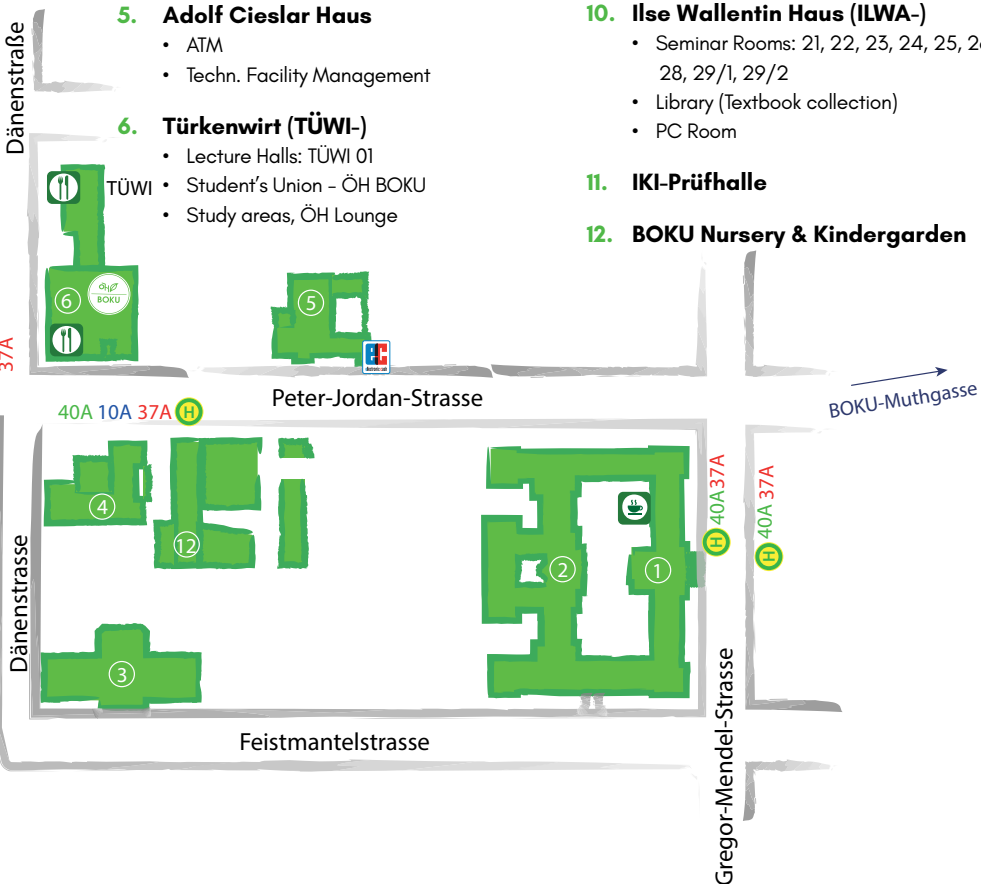 5. Adolf Cieslar Haus
• ATM
• Techn. Facility Management
6. Türkenwirt (TÜWI-)
• Lecture Halls: TÜWI 01
• Student’s Union - ÖH BOKU
• Study areas, ÖH Lounge
10. Ilse Wallentin Haus (ILWA-)
• Seminar Rooms: 21, 22, 23, 24, 25,
28, 29/1, 29/2
• Library (Textbook collection)
• PC Room
11. IKI-Prüfhalle
12. BOKU Nursery & Kindergarden
Dänenstraße
TÜWI
6
ÖH
BOKU
5
ec
electronic cash
37A
Peter-Jordan-Strasse
BOKU-Muthgasse
40A 10A 37A H
4
12
2
1
40A 37A
H
40A 37A
H
Dänenstrasse
3
Feistmantelstrasse
Gregor-Mendel-Strasse